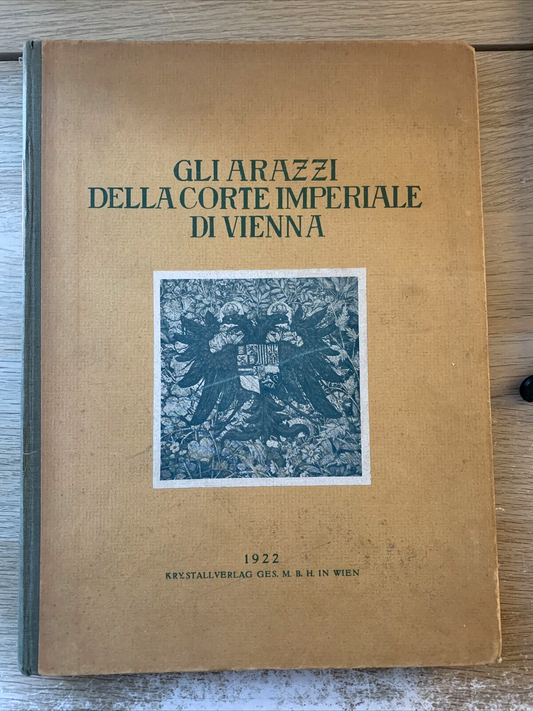 GLI ARAZZI
DELLA CORTE IMPERIALE
DI VIENNA
1922
KRYSTALLVERLAG GES. M. B. H. IN WIEN